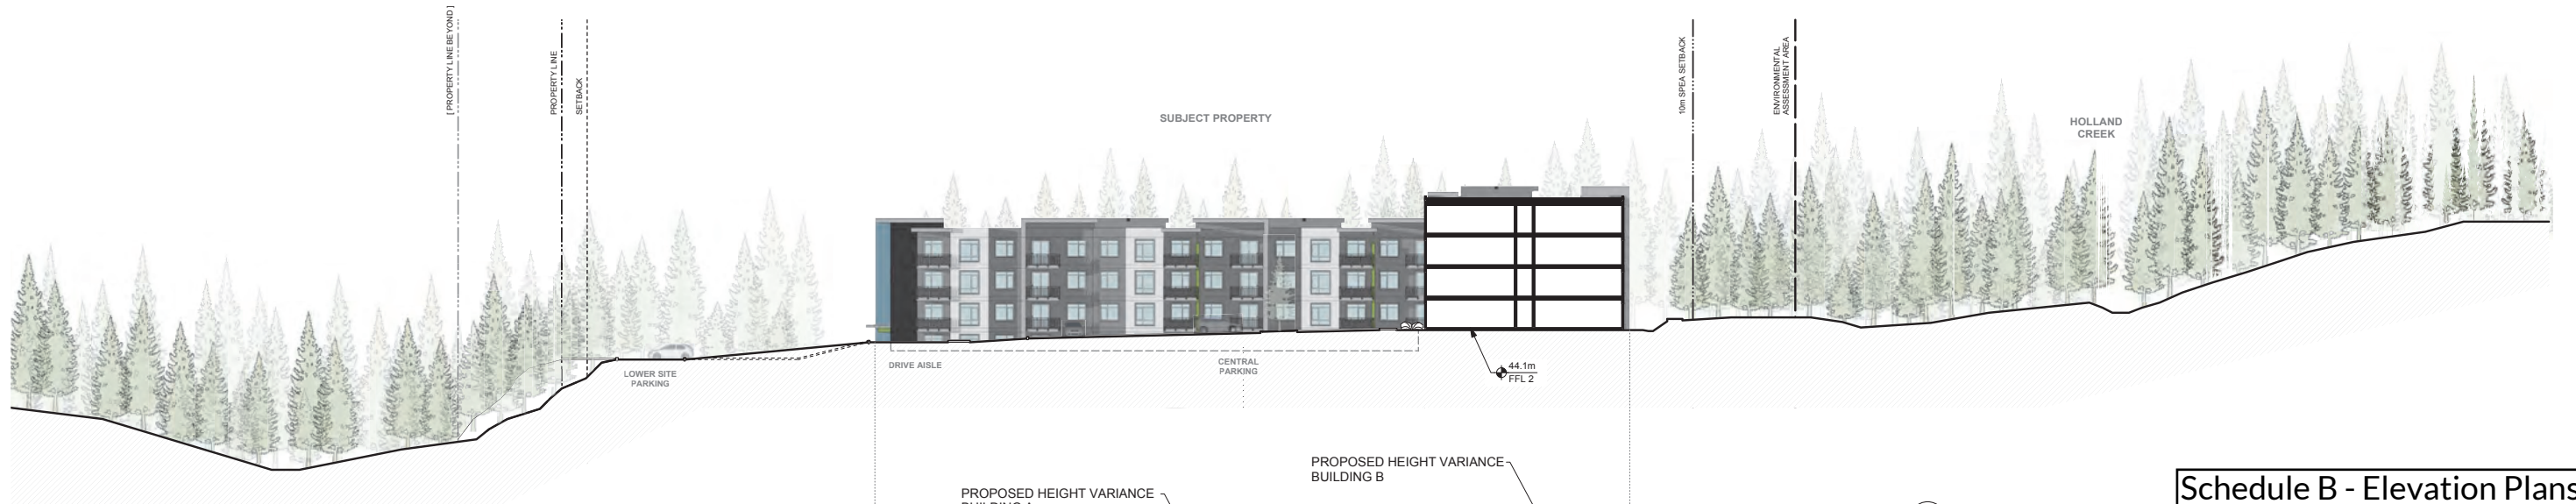 [ PROPERTY LINE BEYOND ]
PROPERTY LINE
SETBACK
SUBJECT PROPERTY
10m SPEA SETBACK
ENVIRONMENTAL
ASSESSMENT AREA
HOLLAND
CREEK
LOWER SITE
PARKING
DRIVE AISLE
CENTRAL
PARKING
44.1m
FFL 2
PROPOSED HEIGHT VARIANCE
BUILDING B
PROPOSED HEIGHT VARIANCE
Schedule B - Elevation Plans